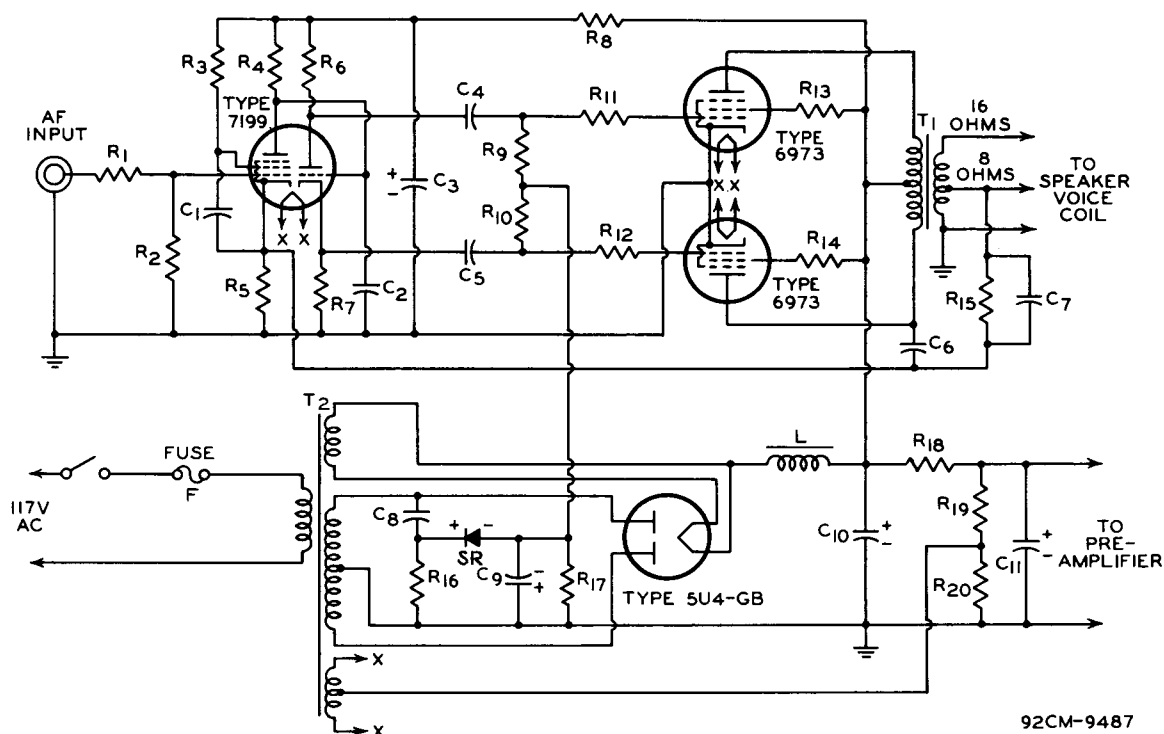 R8
R3
R4
R6
TYPE
7199
C4
R11
R13
AF
INPUT
R1
TYPE
6973
T1
16
OHMS
8
OHMS
TO
SPEAKER
VOICE
COIL
R9
+
-
C3
C1
X X
R10
X X
R2
R12
R14
C5
R5
R7
C2
TYPE
6973
R15
C7
C6
T2
L
R18
FUSE
F
117V
AC
C8
+ -
SR
R19
C10
+
-
TO
PRE-
AMPLIFIER
+
-
C11
R16
C9
-
+
R17
R20
TYPE 5U4-GB
X
X
92CM-9487